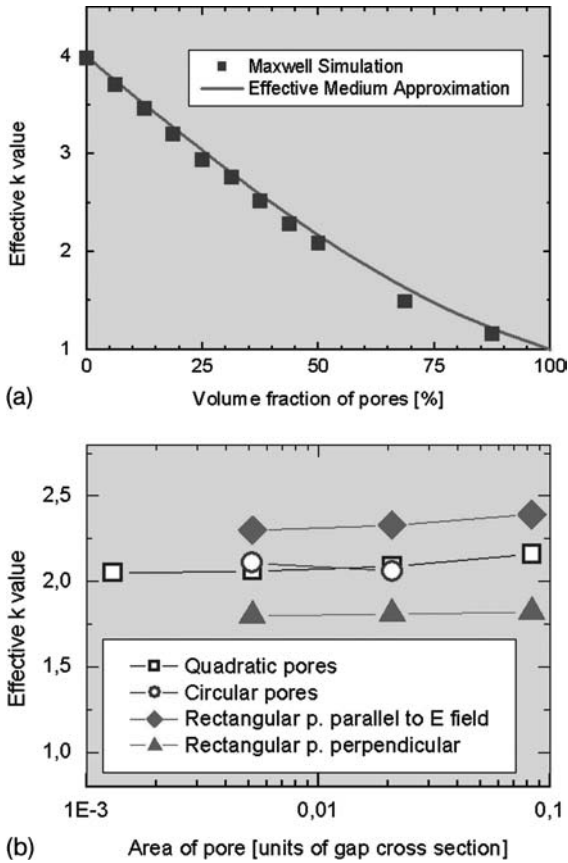 4
3
2
1
Effective k value
Maxwell Simulation
Effective Medium Approximation
0 25 50 75 100
(a) Volume fraction of pores [%]
2,5
2,0
1,5
1,0
Effective k value
Quadratic pores
Circular pores
Rectangular p. parallel to E field
Rectangular p. perpendicular
1E-3 0,01 0,1
(b) Area of pore [units of gap cross section]